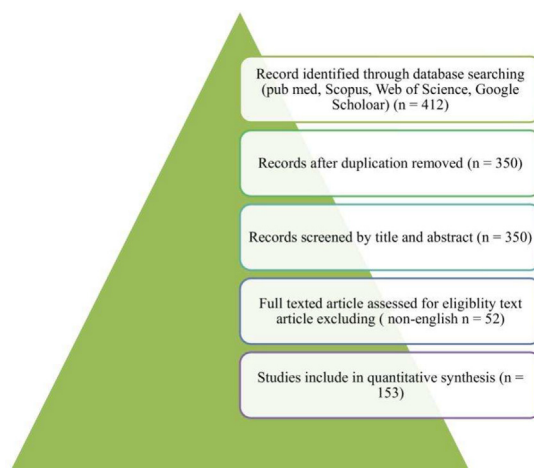 Record identified through database searching
(pub med, Scopus, Web of Science, Google
Scholoar) (n = 412)
Records after duplication removed (n = 350)
Records screened by title and abstract (n = 350)
Full texted article assessed for eligiblity text
article excluding ( non-english n = 52)
Studies include in quantitative synthesis (n =
153)